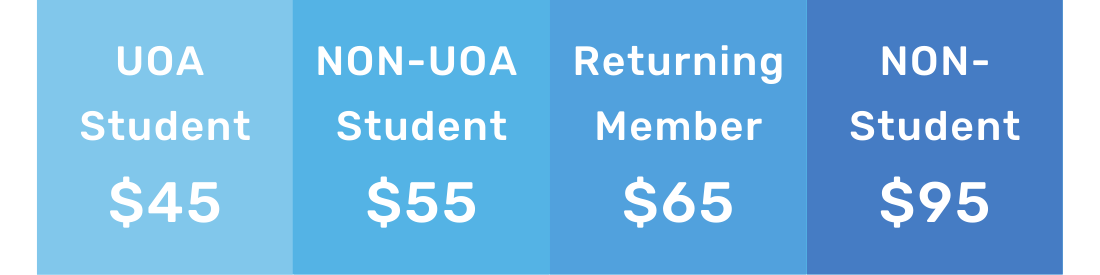 UOA
Student
$45
NON-UOA
Student
$55
Returning
Member
$65
NON-
Student
$95